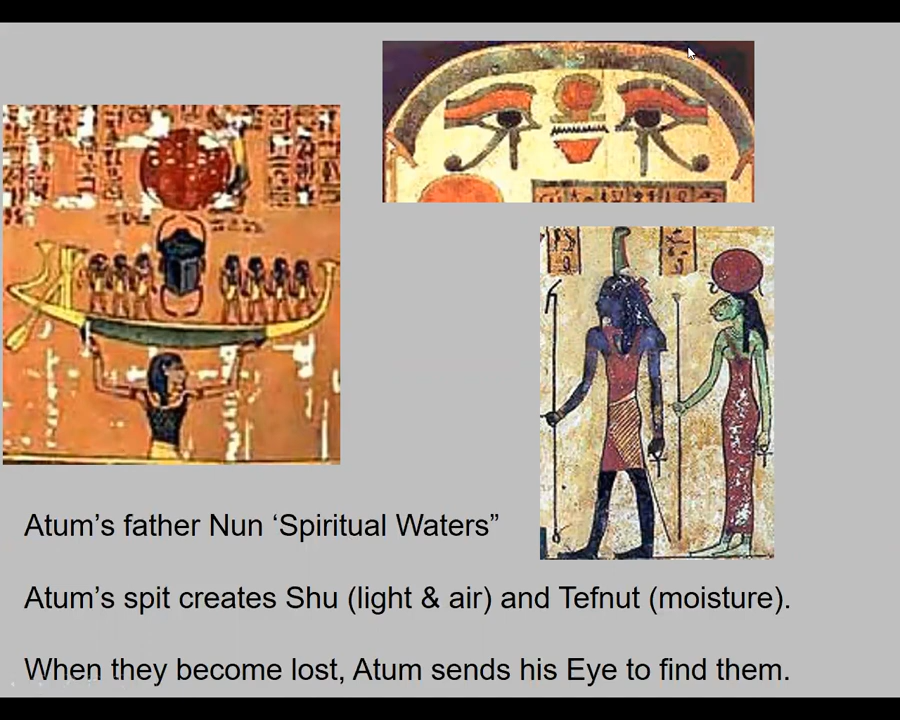 Atum’s father Nun ‘Spiritual Waters”
Atum’s spit creates Shu (light & air) and Tefnut (moisture).
When they become lost, Atum sends his Eye to find them.